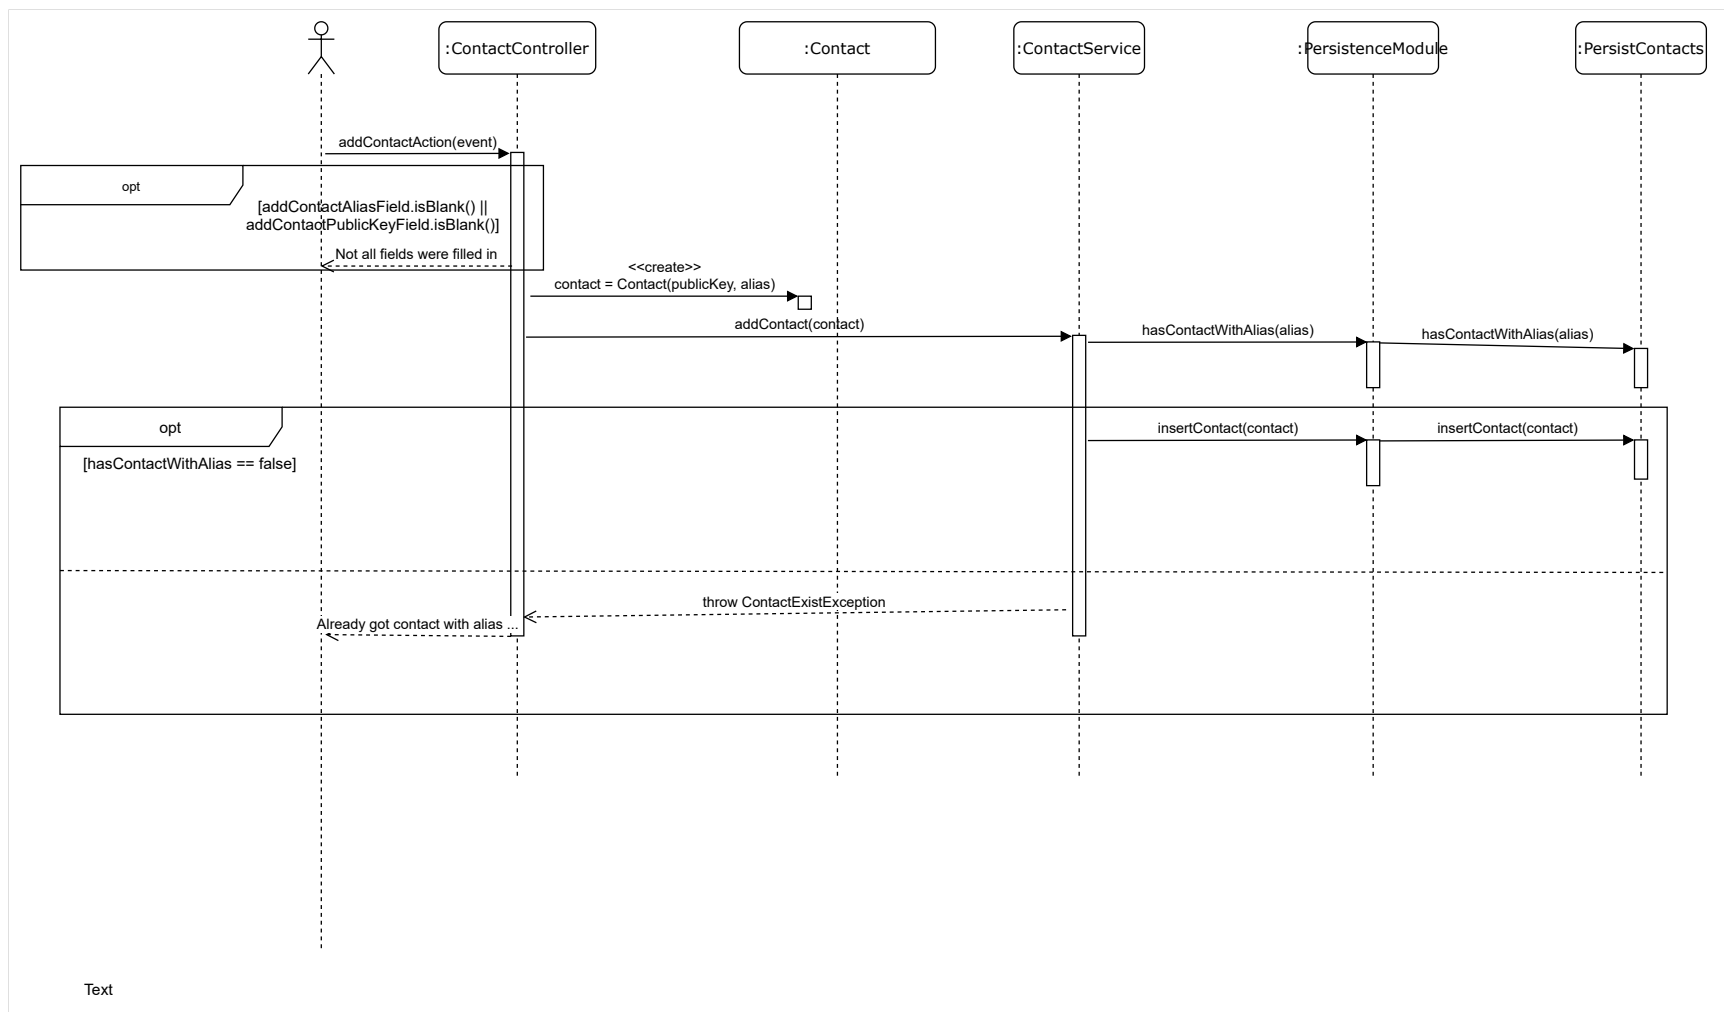 :ContactController
:Contact
:ContactService
:PersistenceModule
:PersistContacts
addContactAction(event)
opt
[addContactAliasField.isBlank() ||
addContactPublicKeyField.isBlank()]
Not all fields were filled in
<<create>>
contact = Contact(publicKey, alias)
addContact(contact)
hasContactWithAlias(alias)
hasContactWithAlias(alias)
opt
[hasContactWithAlias == false]
insertContact(contact)
insertContact(contact)
throw ContactExistException
Already got contact with alias ...
Text